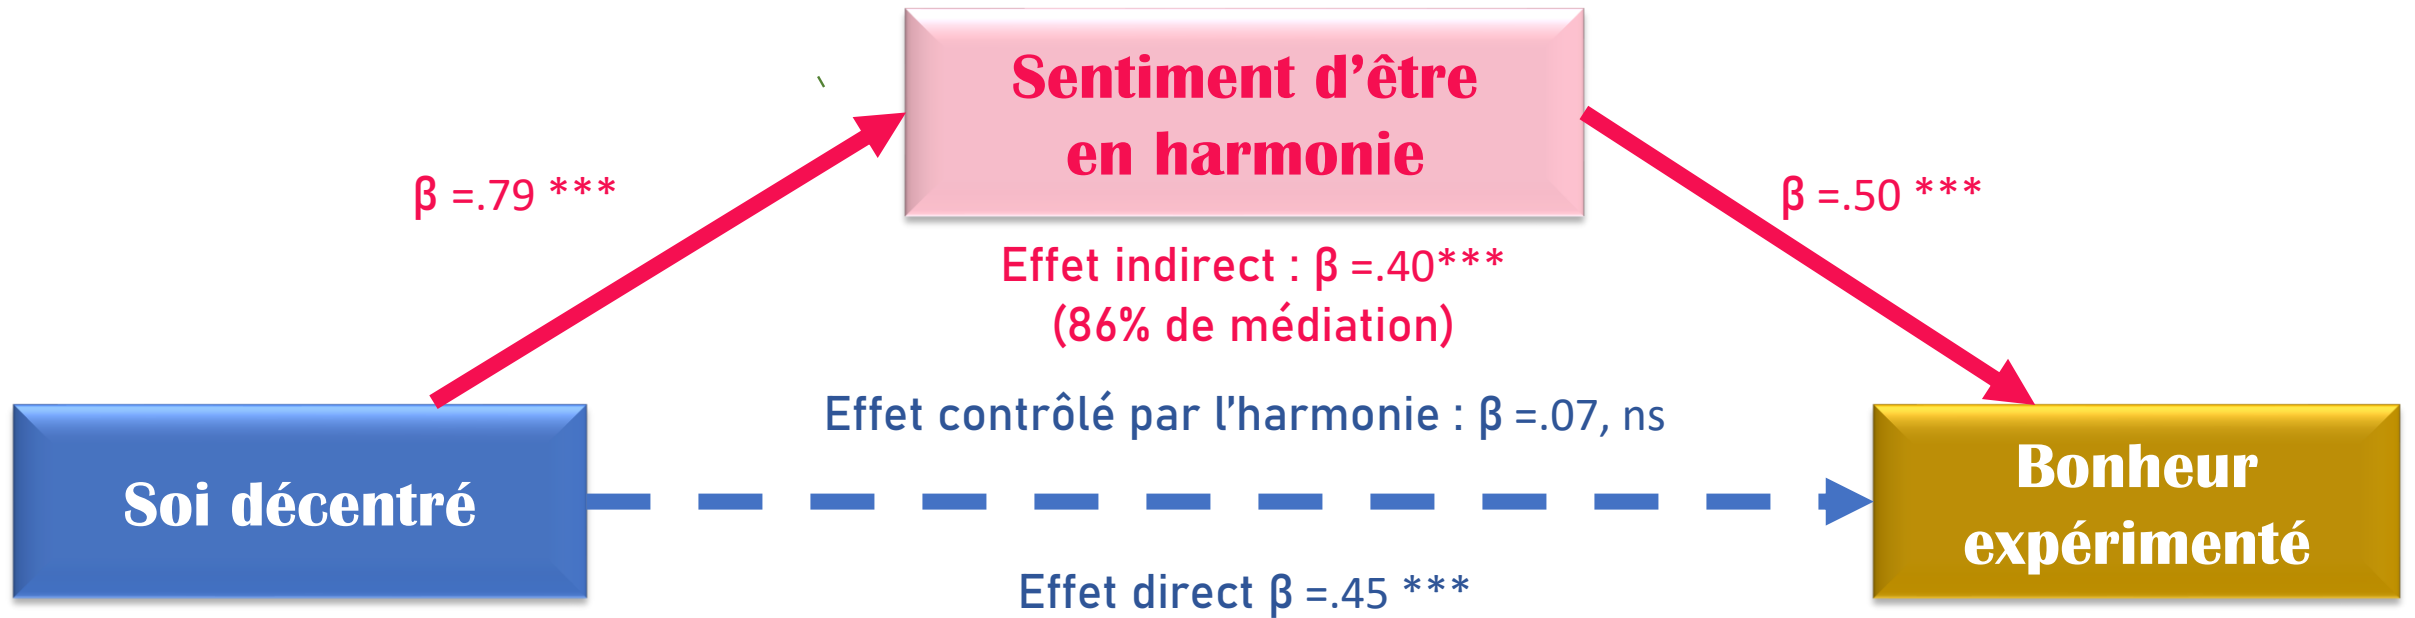 Sentiment d’être
en harmonie
β =.79 ***
β =.50 ***
Effet indirect : β =.40***
(86% de médiation)
Effet contrôlé par l’harmonie : β =.07, ns
Soi décentré
Bonheur
expérimenté
Effet direct β =.45 ***